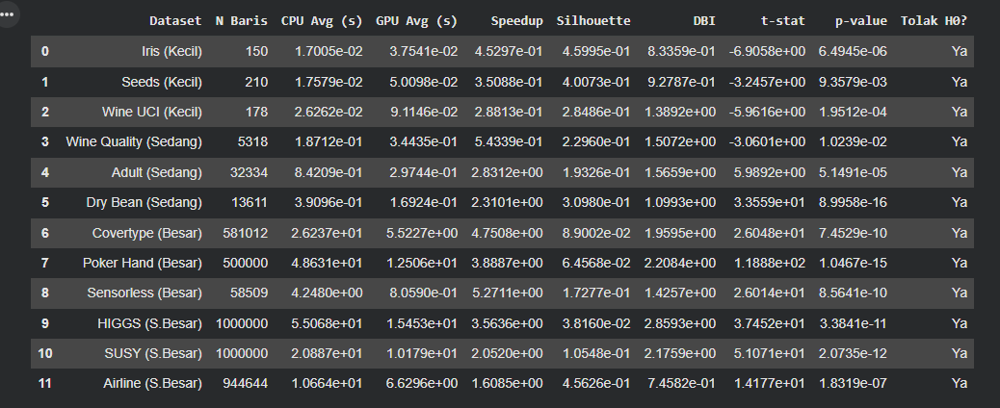 Dataset N Baris CPU Avg (s) GPU Avg (s) Speedup Silhouette DBI t-stat p-value Tolak H0?
0 Iris (Kecil) 150 1.7005e-02 3.7541e-02 4.5297e-01 4.5995e-01 8.3359e-01 -6.9058e+00 6.4945e-06 Ya
1 Seeds (Kecil) 210 1.7579e-02 5.0098e-02 3.5088e-01 4.0073e-01 9.2787e-01 -3.2457e+00 9.3579e-03 Ya
2 Wine UCI (Kecil) 178 2.6262e-02 9.1146e-02 2.8813e-01 2.8486e-01 1.3892e+00 -5.9616e+00 1.9512e-04 Ya
3 Wine Quality (Sedang) 5318 1.8712e-01 3.4435e-01 5.4339e-01 2.2960e-01 1.5072e+00 -3.0601e+00 1.0239e-02 Ya
4 Adult (Sedang) 32334 8.4209e-01 2.9744e-01 2.8312e+00 1.9326e-01 1.5659e+00 5.9892e+00 5.1491e-05 Ya
5 Dry Bean (Sedang) 13611 3.9096e-01 1.6924e-01 2.3101e+00 3.0980e-01 1.0993e+00 3.3559e+01 8.9958e-16 Ya
6 Covertype (Besar) 581012 2.6237e+01 5.5227e+00 4.7508e+00 8.9002e-02 1.9595e+00 2.6048e+01 7.4529e-10 Ya
7 Poker Hand (Besar) 500000 4.8631e+01 1.2506e+01 3.8887e+00 6.4568e-02 2.2084e+00 1.1888e+02 1.0467e-15 Ya
8 Sensorless (Besar) 58509 4.2480e+00 8.0590e-01 5.2711e+00 1.7277e-01 1.4257e+00 2.6014e+01 8.5641e-10 Ya
9 HIGGS (S.Besar) 1000000 5.5068e+01 1.5453e+01 3.5636e+00 3.8160e-02 2.8593e+00 3.7452e+01 3.3841e-11 Ya
10 SUSY (S.Besar) 1000000 2.0887e+01 1.0179e+01 2.0520e+00 1.0548e-01 2.1759e+00 5.1071e+01 2.0735e-12 Ya
11 Airline (S.Besar) 944644 1.0664e+01 6.6296e+00 1.6085e+00 4.5626e-01 7.4582e-01 1.4177e+01 1.8319e-07 Ya